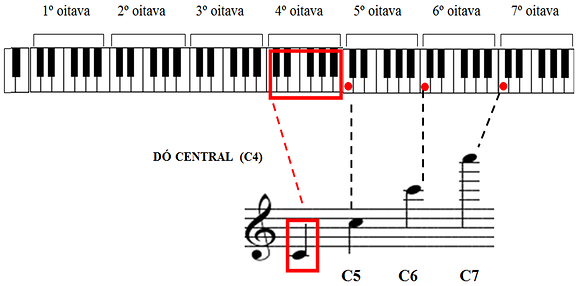 1º oitava 2º oitava 3º oitava 4º oitava 5º oitava 6º oitava 7º oitava
DÓ CENTRAL (C4)
C5 C6 C7